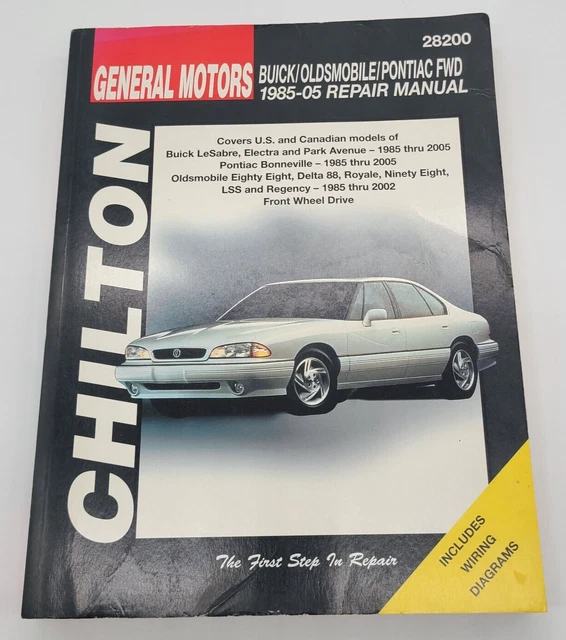 28200
GENERAL MOTORS
BUICK/OLDSMOBILE/PONTIAC FWD
1985-05 REPAIR MANUAL
Covers U.S. and Canadian models of
Buick LeSabre, Electra and Park Avenue – 1985 thru 2005
Pontiac Bonneville – 1985 thru 2005
Oldsmobile Eighty Eight, Delta 88, Royale, Ninety Eight,
LSS and Regency – 1985 thru 2002
Front Wheel Drive
CHILTON
The First Step In Repair
INCLUDES
WIRING
DIAGRAMS